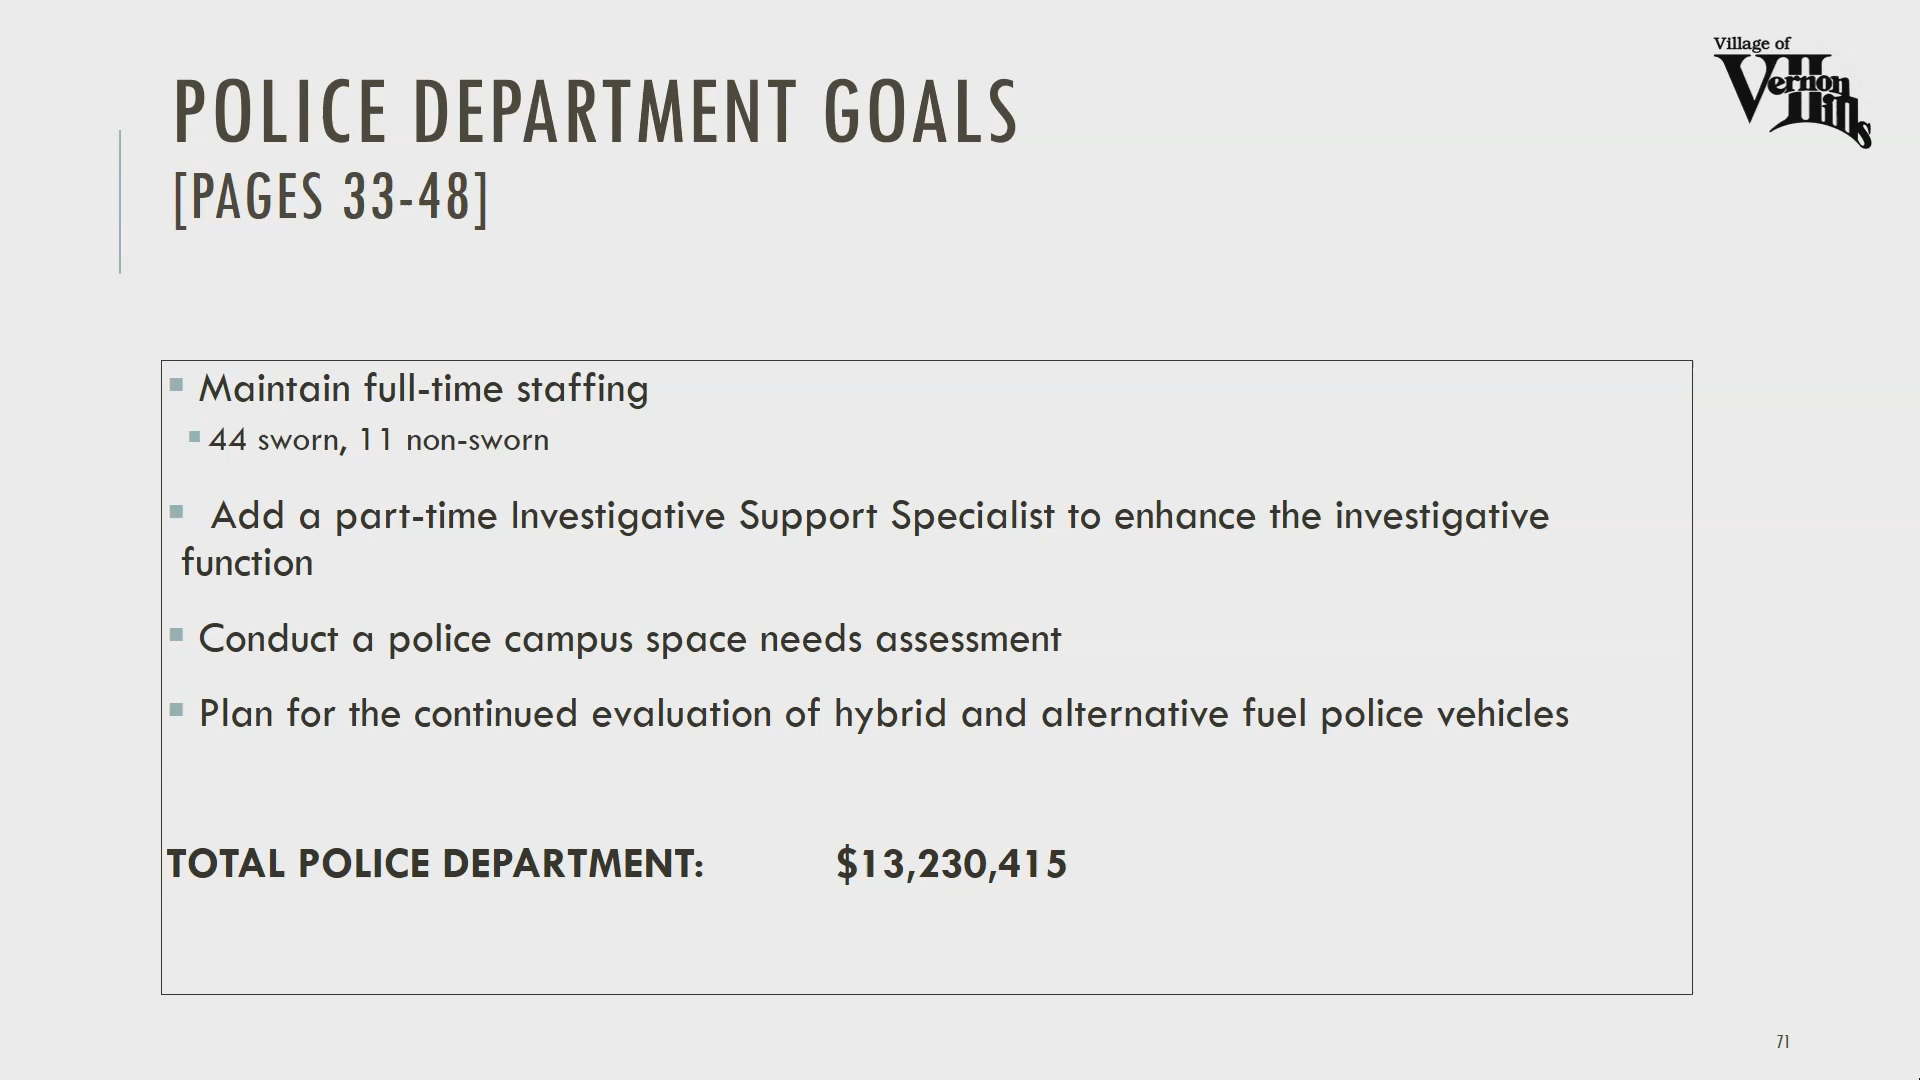 Village of
Vernon
Hills
POLICE DEPARTMENT GOALS
[PAGES 33-48]
▪ Maintain full-time staffing
▪ 44 sworn, 11 non-sworn
▪ Add a part-time Investigative Support Specialist to enhance the investigative
function
▪ Conduct a police campus space needs assessment
▪ Plan for the continued evaluation of hybrid and alternative fuel police vehicles
TOTAL POLICE DEPARTMENT: $13,230,415
71